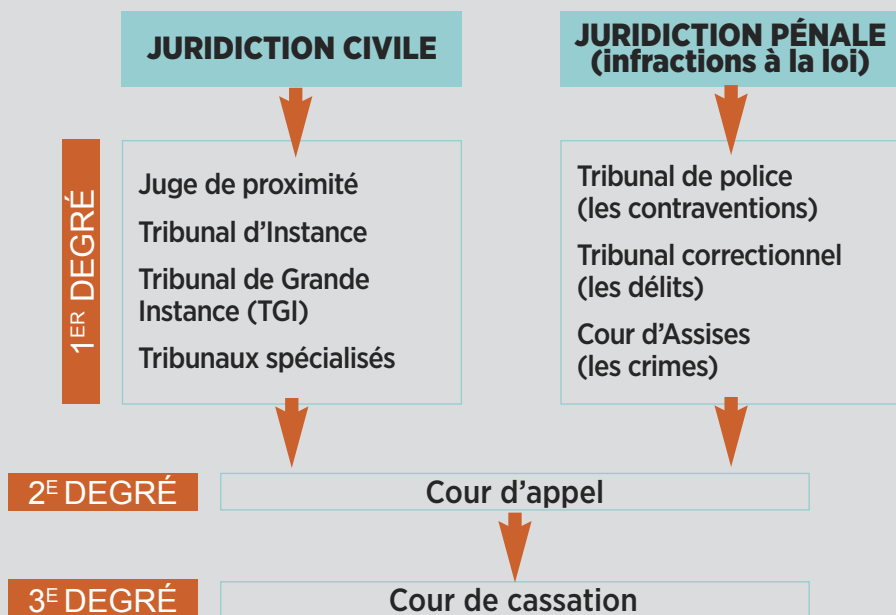 JURIDICTION CIVILE
JURIDICTION PÉNALE
(infractions à la loi)
1ER DEGRÉ
Juge de proximité
Tribunal d’Instance
Tribunal de Grande
Instance (TGI)
Tribunaux spécialisés
Tribunal de police
(les contraventions)
Tribunal correctionnel
(les délits)
Cour d’Assises
(les crimes)
2E DEGRÉ
Cour d’appel
3E DEGRÉ
Cour de cassation